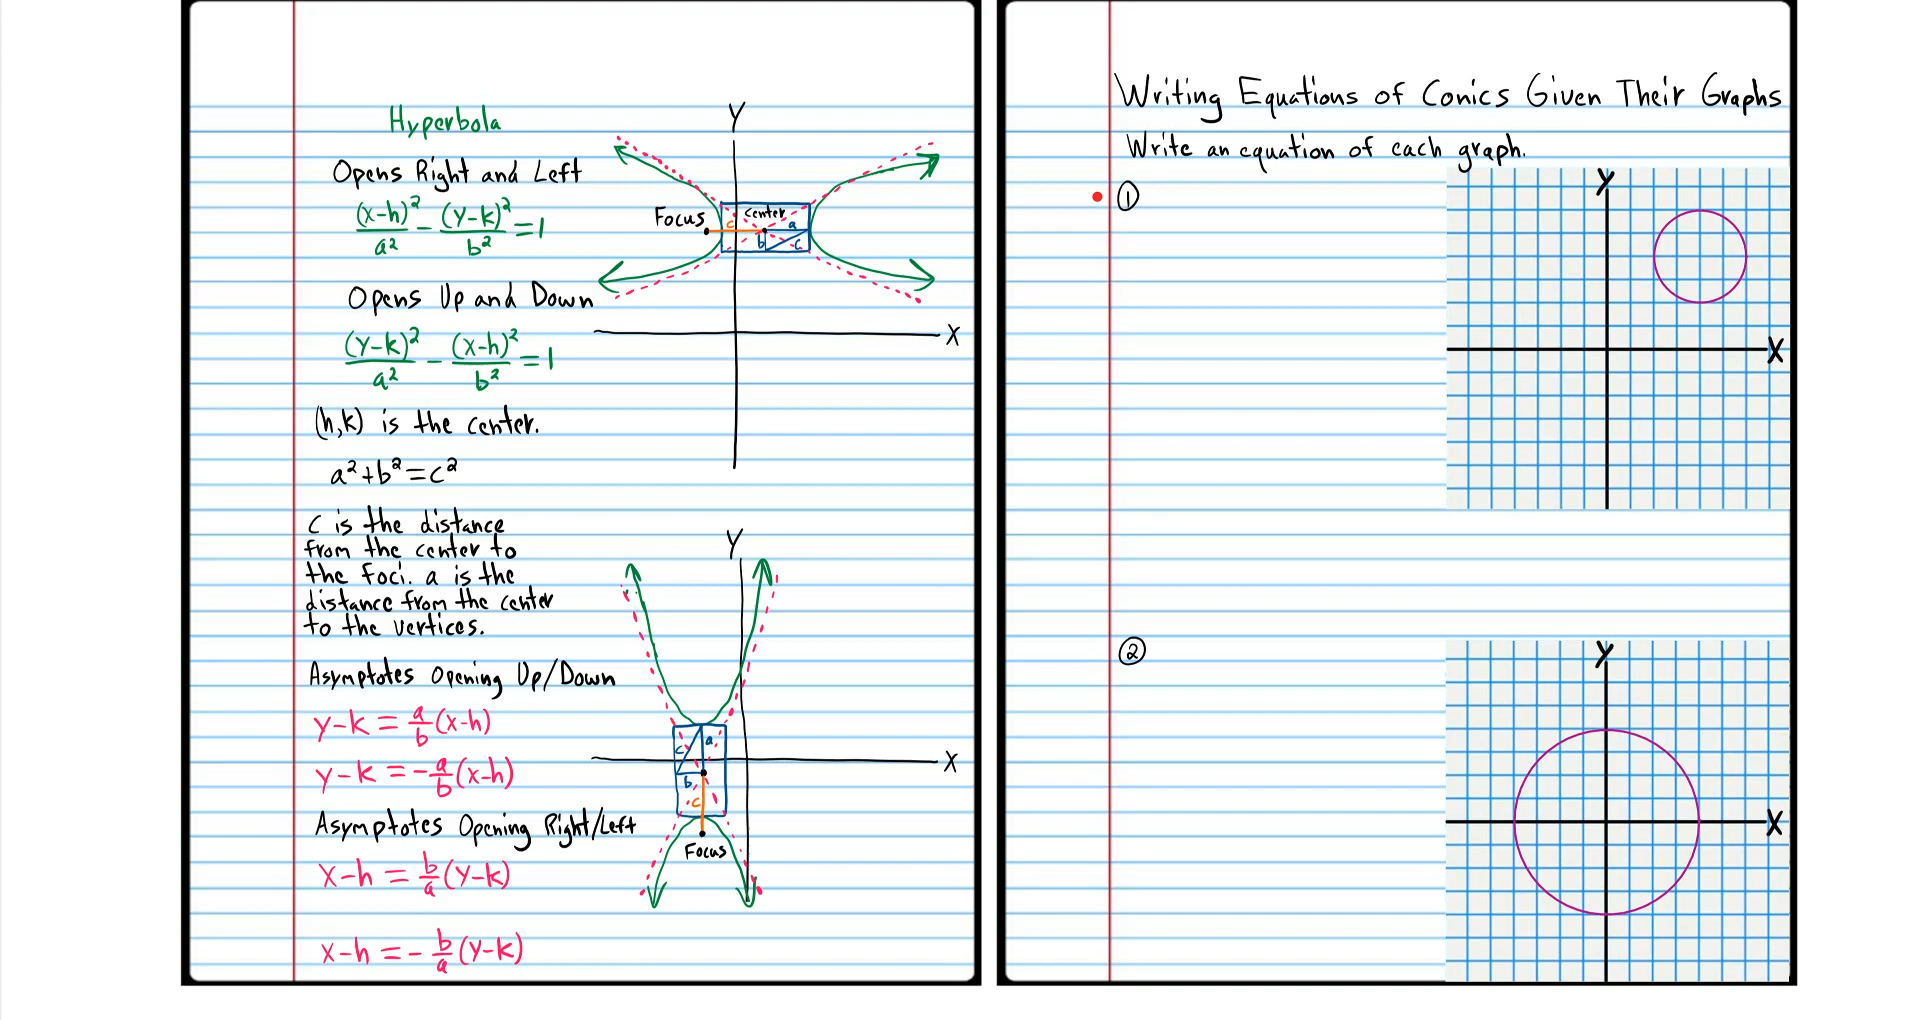 Hyperbola
Opens Right and Left
(x-h)²/a² - (y-k)²/b² = 1
Opens Up and Down
(y-k)²/a² - (x-h)²/b² = 1
(h,k) is the center.
a²+b²=c²
c is the distance
from the center to
the foci. a is the
distance from the center
to the vertices.
Asymptotes Opening Up/Down
y-k = a/b(x-h)
y-k = -a/b(x-h)
Asymptotes Opening Right/Left
x-h = b/a(y-k)
x-h = -b/a(y-k)
Y
Focus
c
center
a
b
c
X
Y
c
a
b
c
X
Focus
Writing Equations of Conics Given Their Graphs
Write an equation of each graph.
①
Y
X
②
Y
X